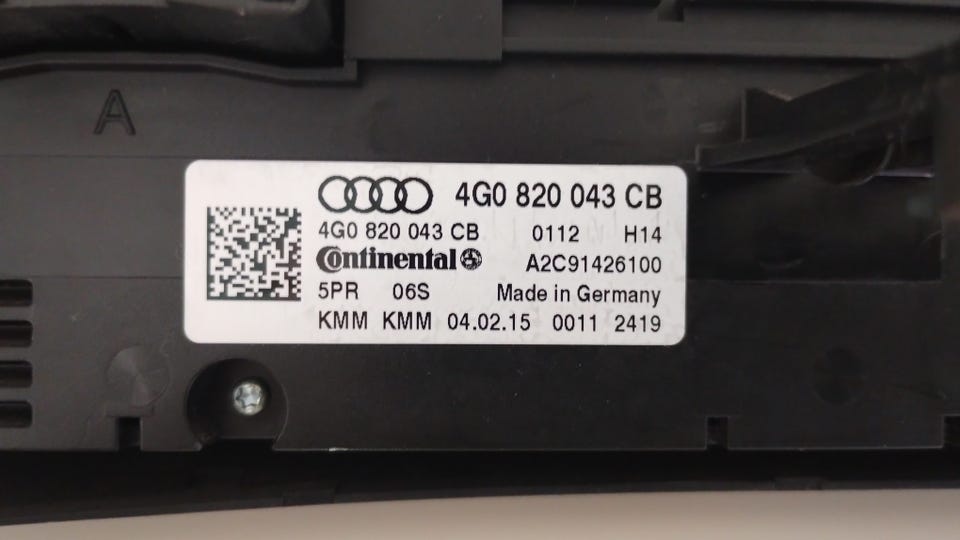 A
4G0 820 043 CB
4G0 820 043 CB 0112 H14
Continental A2C91426100
5PR 06S Made in Germany
KMM KMM 04.02.15 0011 2419